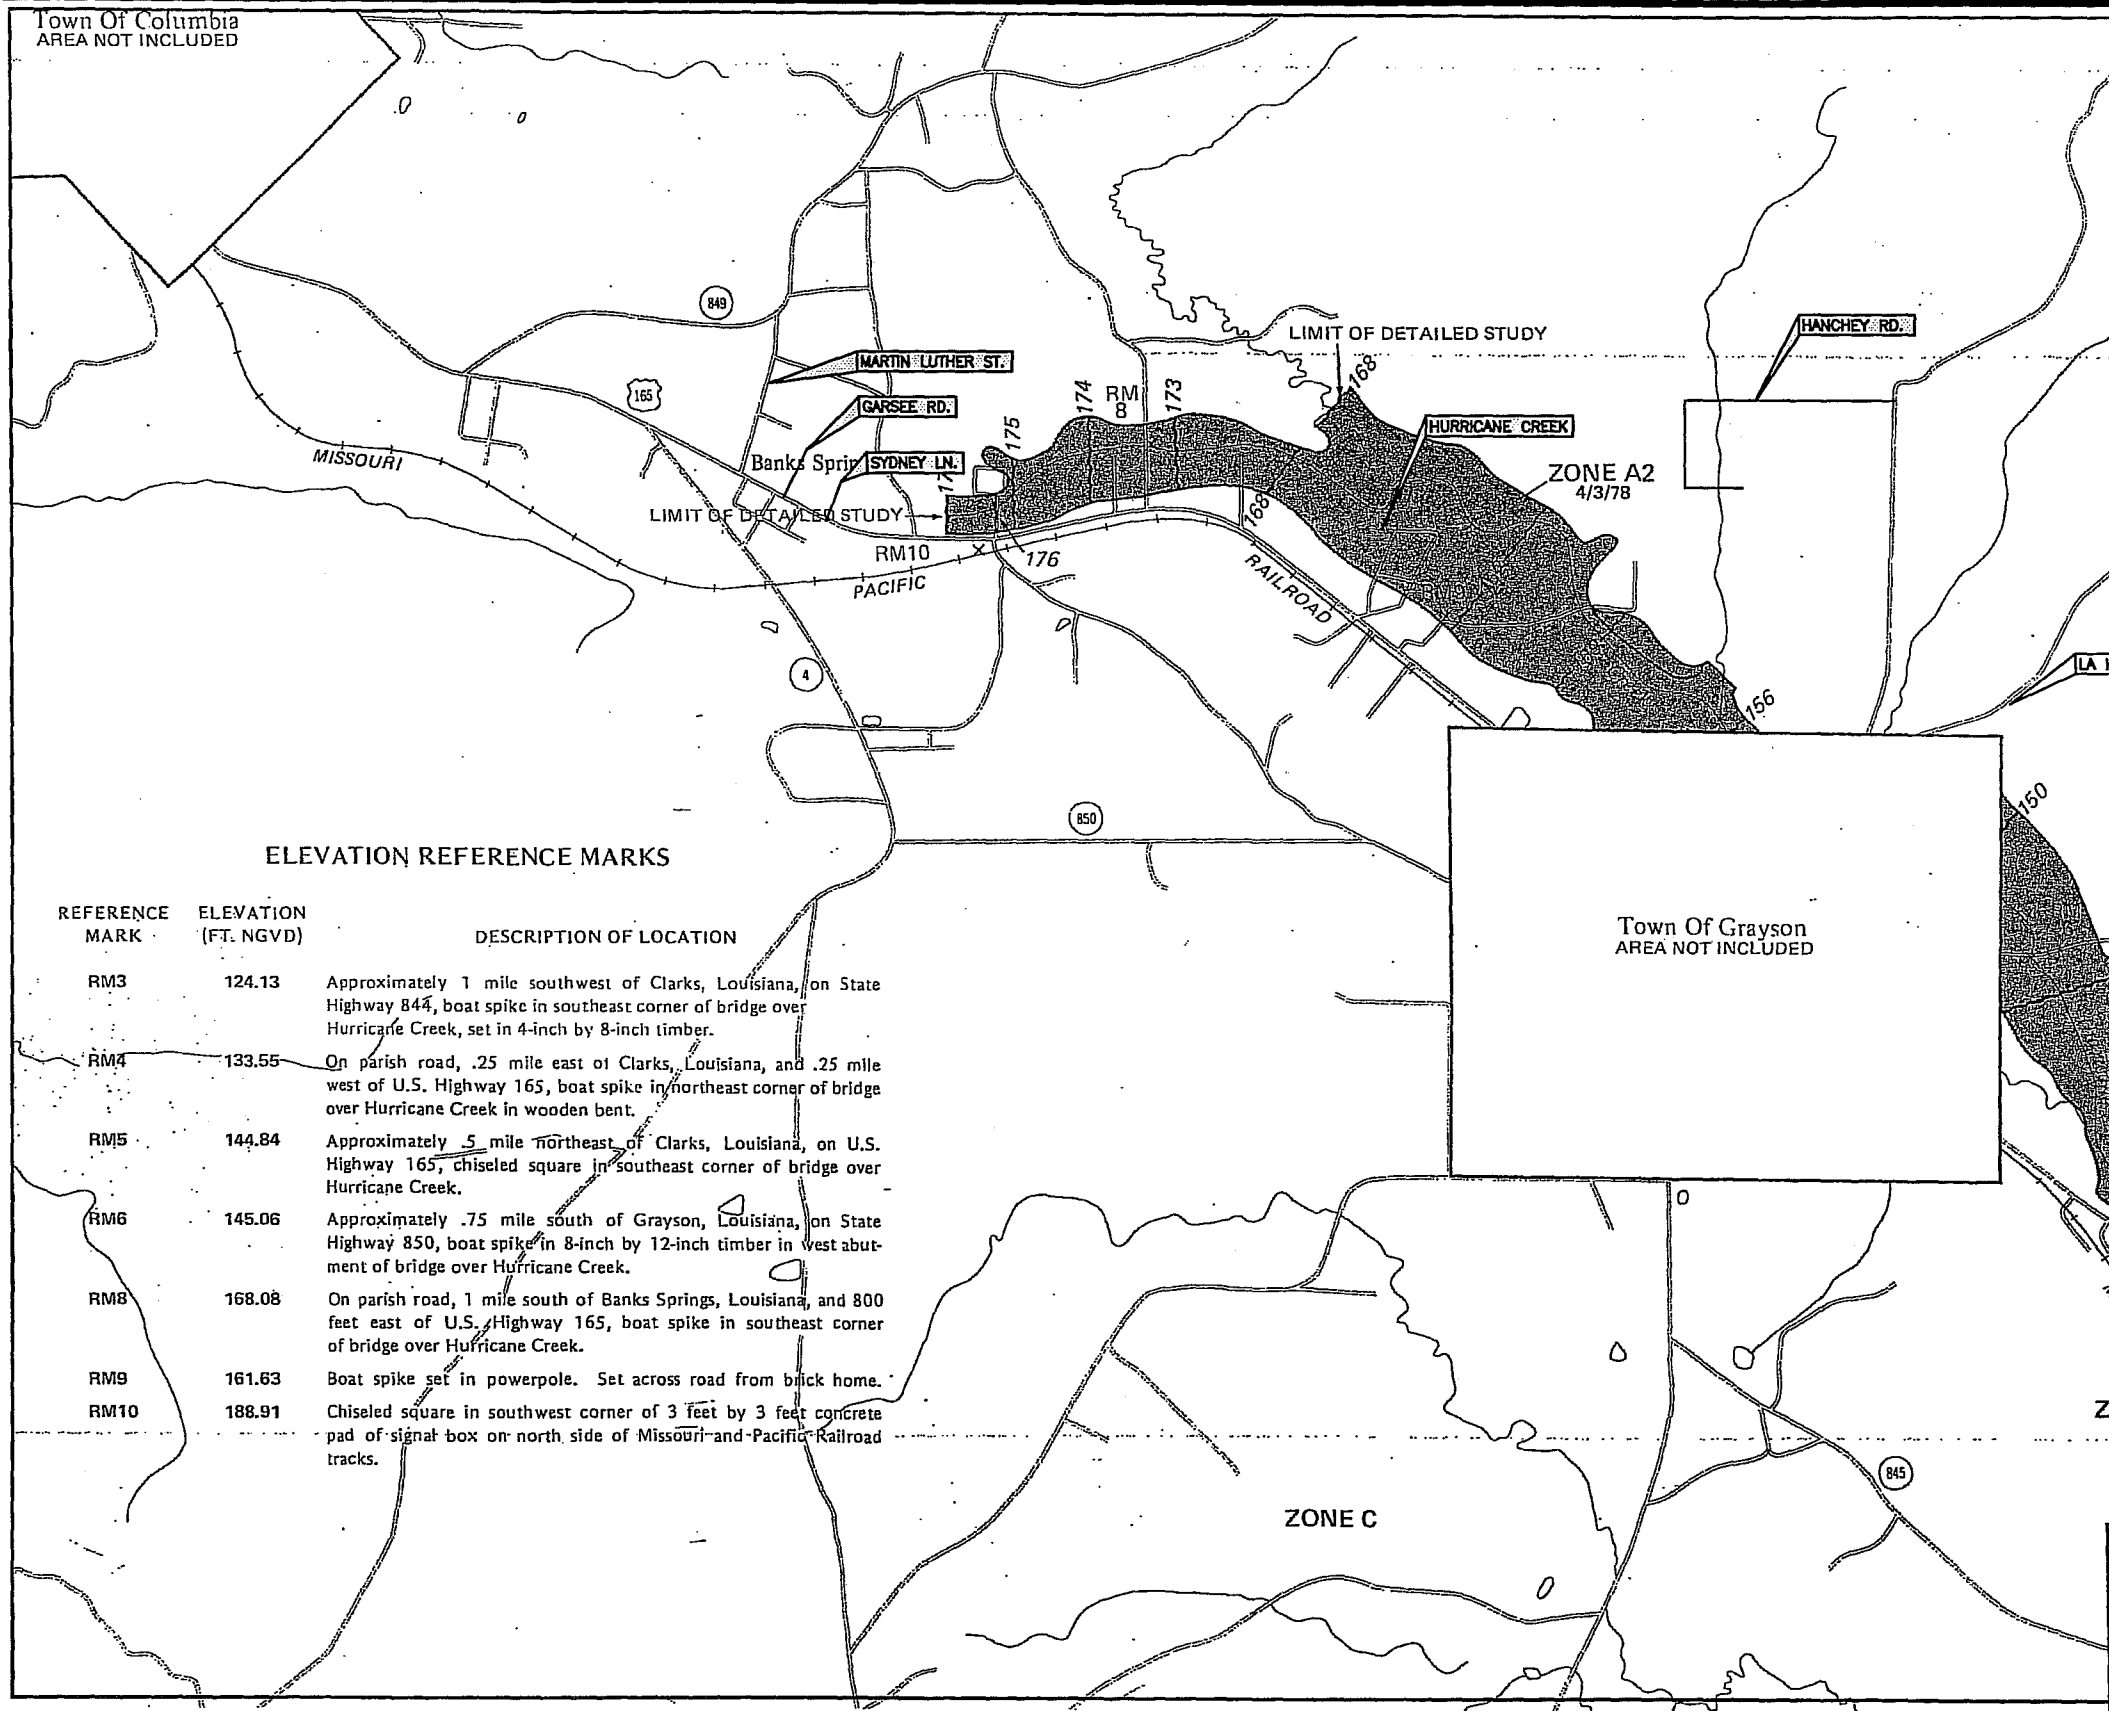 Town Of Columbia
AREA NOT INCLUDED
849
165
MARTIN LUTHER ST.
GARSEE RD.
Banks
SYDNEY LN.
MISSOURI
LIMIT OF DETAILED STUDY
RM10
PACIFIC
176
175
174
RM
8
173
LIMIT OF DETAILED STUDY
168
HURRICANE CREEK
HANCHEY RD.
ZONE A2
4/3/78
168
RAILROAD
RM9
4
156
LA
850
150
Town Of Grayson
AREA NOT INCLUDED
ELEVATION REFERENCE MARKS
REFERENCE MARK ELEVATION (FT. NGVD) DESCRIPTION OF LOCATION
RM3 124.13 Approximately 1 mile southwest of Clarks, Louisiana, on State
Highway 844, boat spike in southeast corner of bridge over
Hurricane Creek, set in 4-inch by 8-inch timber.
RM4 133.55 On parish road, .25 mile east of Clarks, Louisiana, and .25 mile
west of U.S. Highway 165, boat spike in northeast corner of bridge
over Hurricane Creek in wooden bent.
RM5 144.84 Approximately .5 mile northeast of Clarks, Louisiana, on U.S.
Highway 165, chiseled square in southeast corner of bridge over
Hurricane Creek.
RM6 145.06 Approximately .75 mile south of Grayson, Louisiana, on State
Highway 850, boat spike in 8-inch by 12-inch timber in west abut-
ment of bridge over Hurricane Creek.
RM8 168.08 On parish road, 1 mile south of Banks Springs, Louisiana, and 800
feet east of U.S. Highway 165, boat spike in southeast corner
of bridge over Hurricane Creek.
RM9 161.63 Boat spike set in powerpole. Set across road from brick home.
RM10 188.91 Chiseled square in southwest corner of 3 feet by 3 feet concrete
pad of signal box on north side of Missouri and Pacific Railroad
tracks.
ZONE C
845
Z